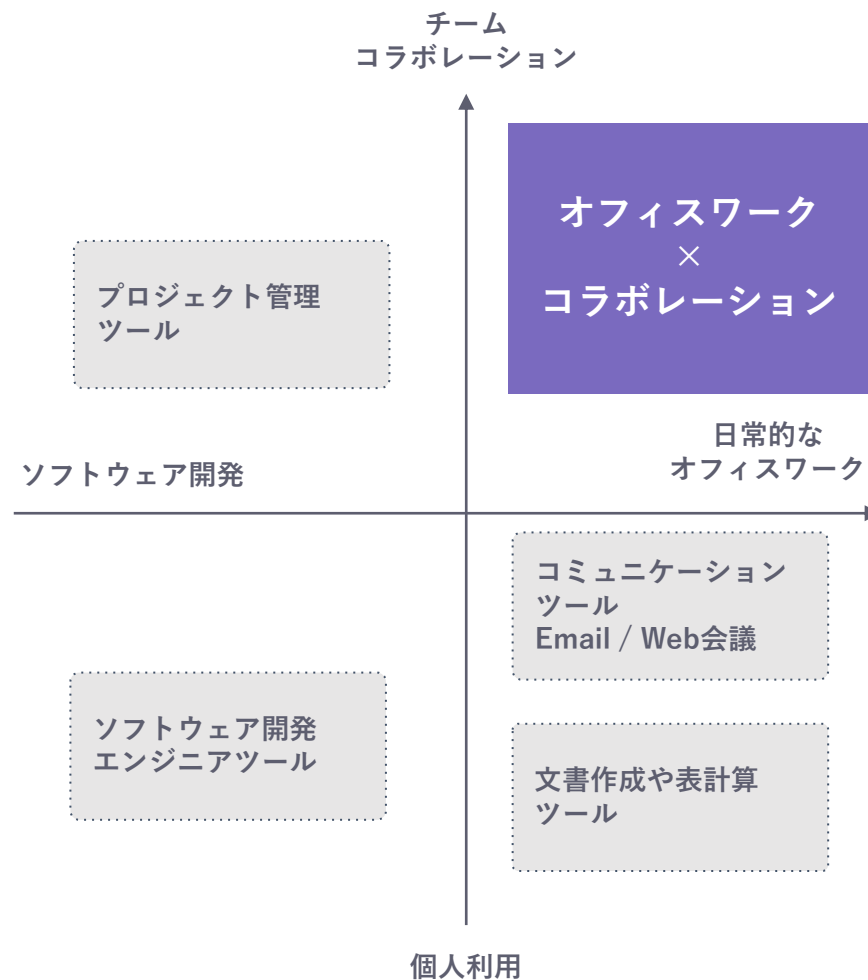 チーム
コラボレーション
オフィスワーク
×
コラボレーション
プロジェクト管理
ツール
日常的な
オフィスワーク
ソフトウェア開発
コミュニケーション
ツール
Email / Web会議
ソフトウェア開発
エンジニアツール
文書作成や表計算
ツール
個人利用